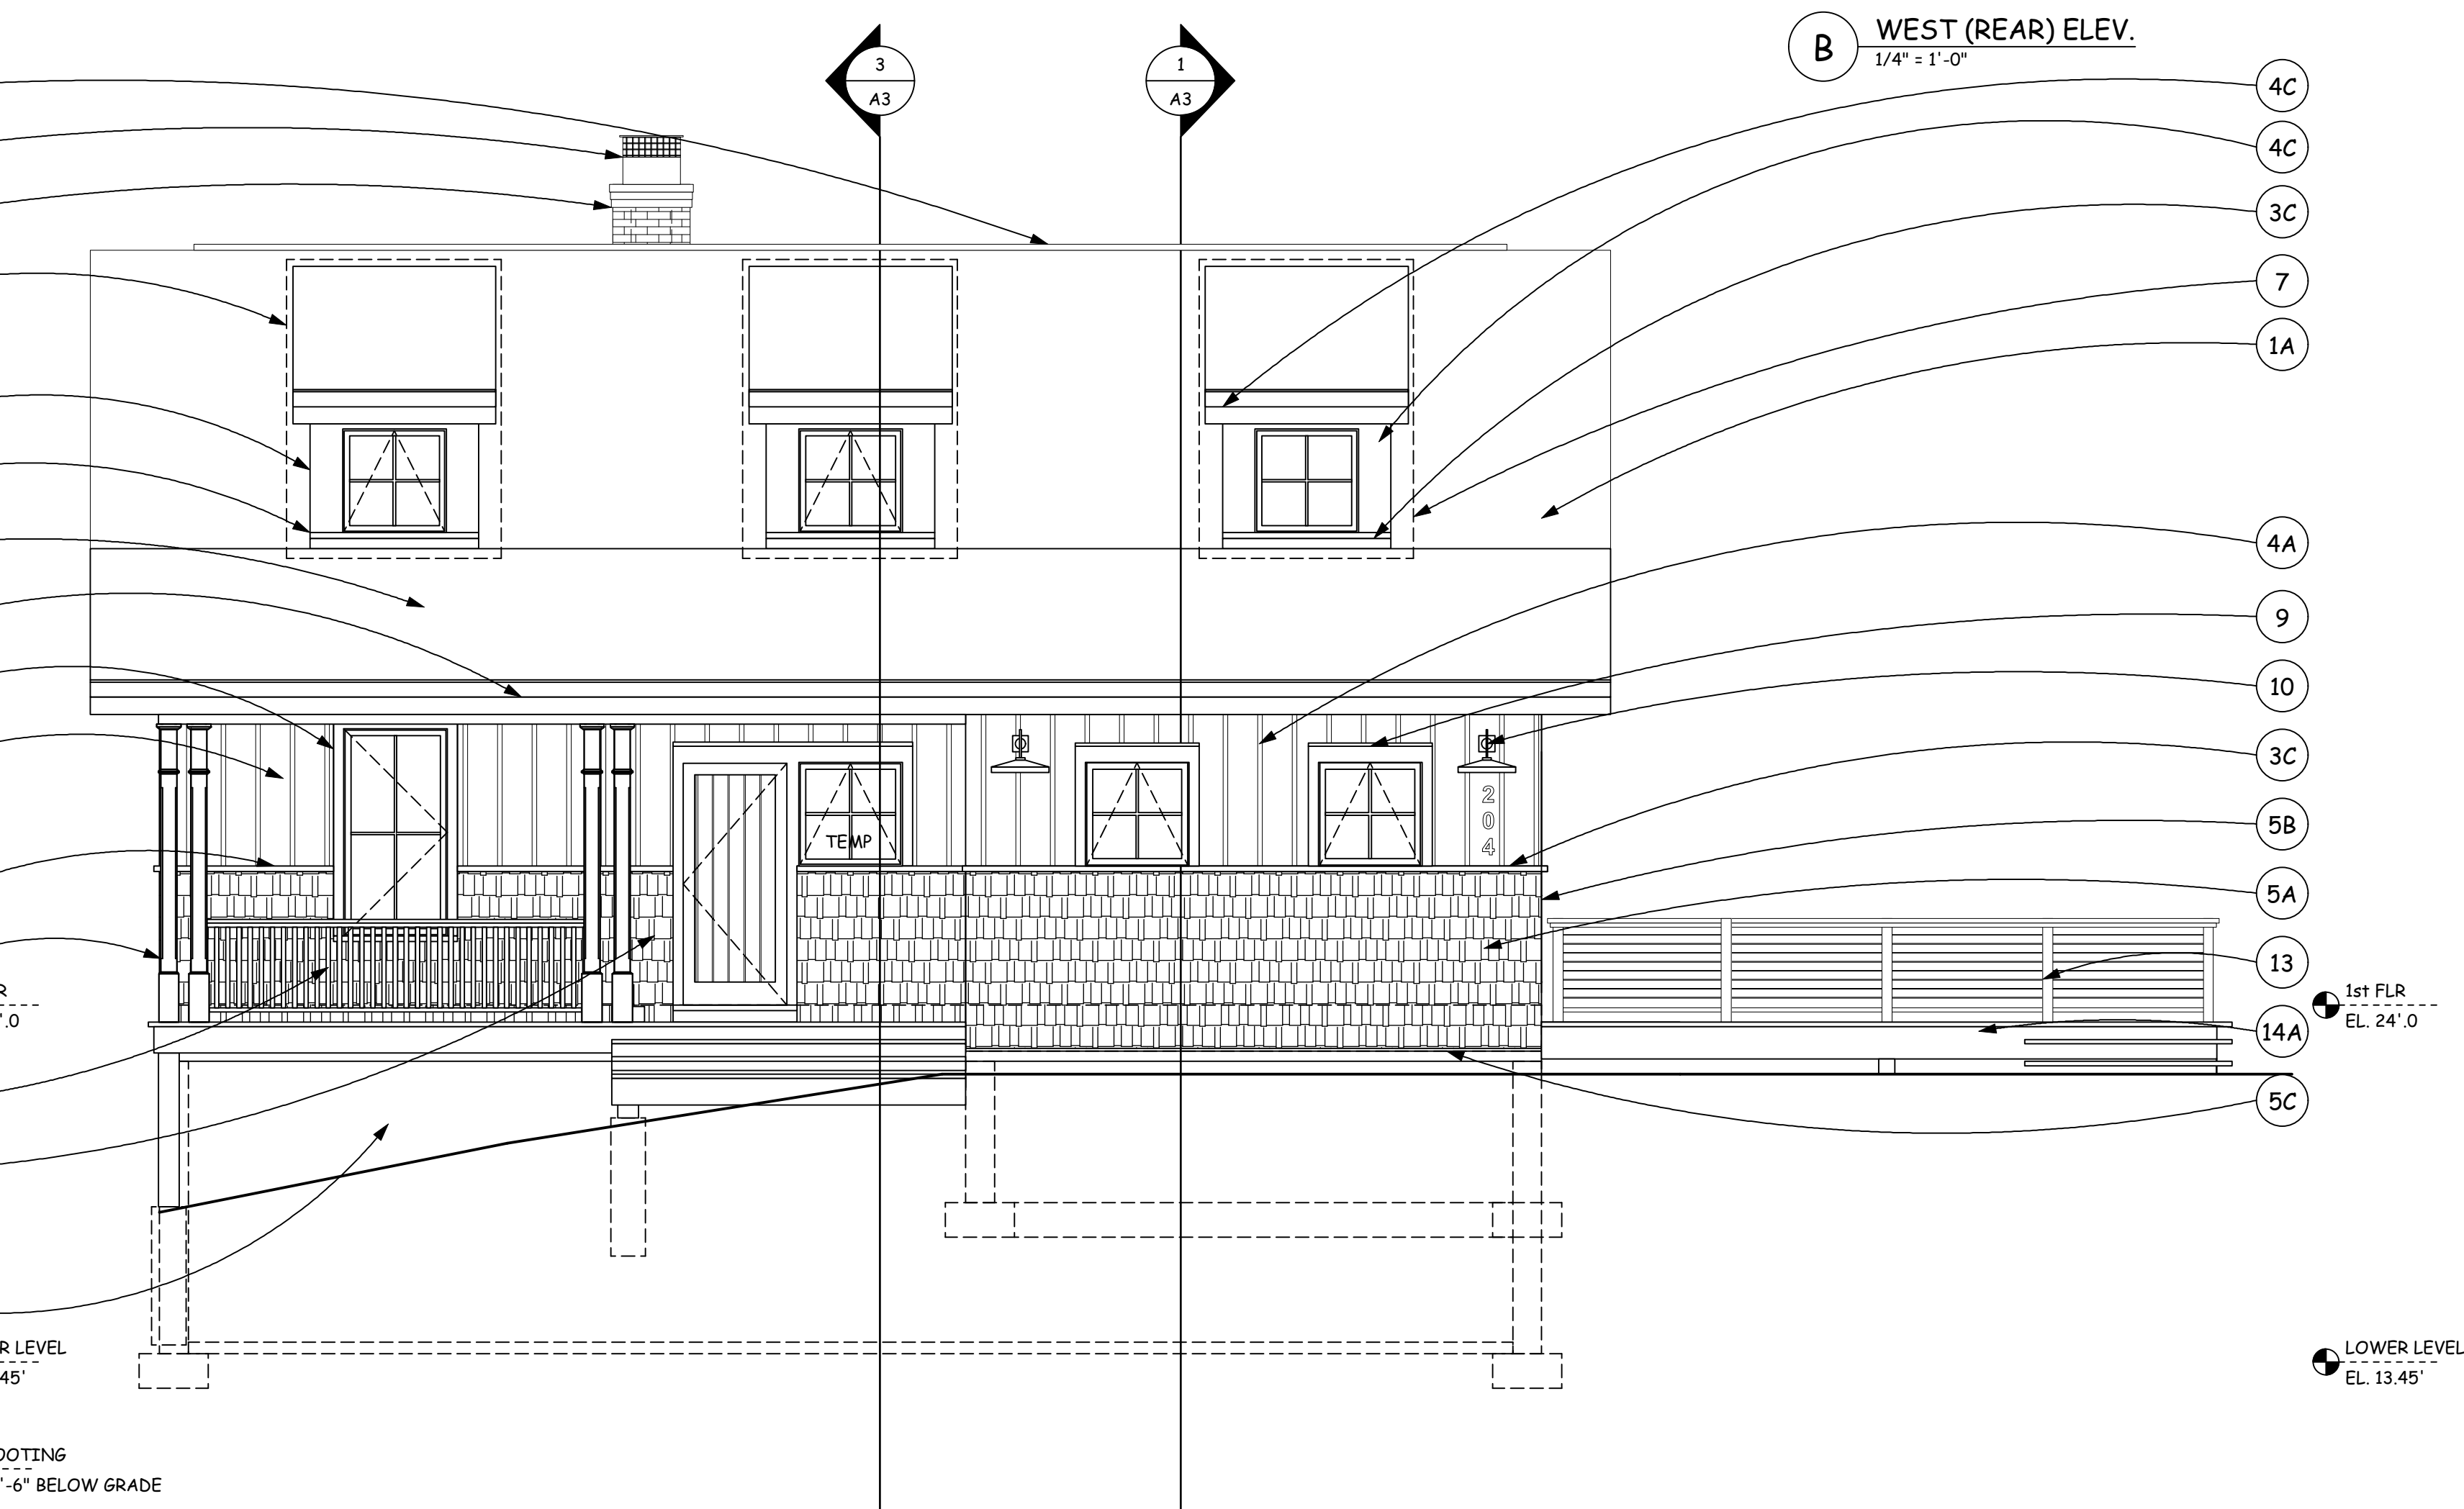 B
WEST (REAR) ELEV.
1/4" = 1'-0"
3
A3
1
A3
4C
4C
3C
7
1A
4A
9
10
3C
5B
5A
13
14A
5C
TEMP
2
0
4
R
'.0
1st FLR
EL. 24'.0
R LEVEL
45'
LOWER LEVEL
EL. 13.45'
OOTING
'-6" BELOW GRADE